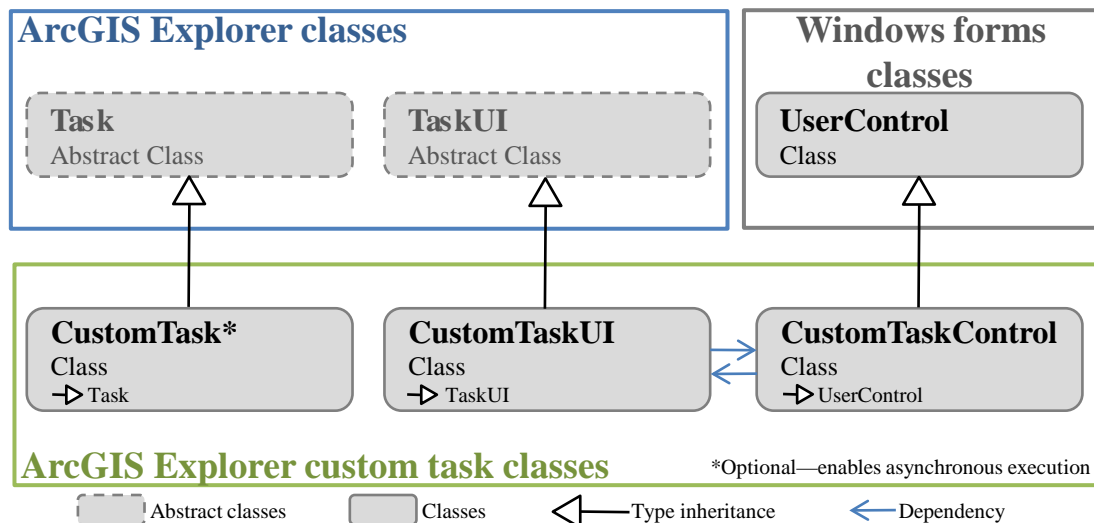 ArcGIS Explorer classes
Windows forms
classes
Task
Abstract Class
TaskUI
Abstract Class
UserControl
Class
CustomTask*
Class
Task
CustomTaskUI
Class
TaskUI
CustomTaskControl
Class
UserControl
ArcGIS Explorer custom task classes
*Optional—enables asynchronous execution
Abstract classes
Classes
Type inheritance
Dependency